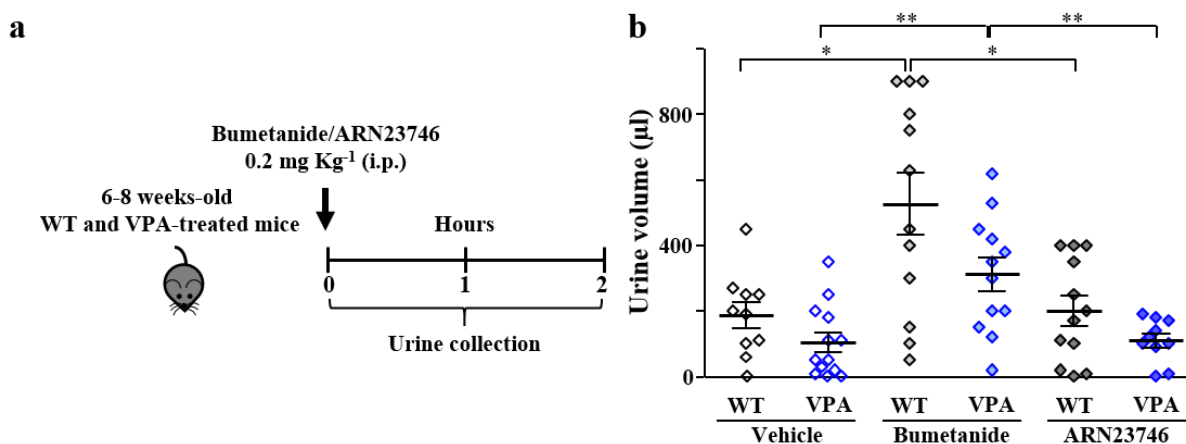 a
Bumetanide/ARN23746
0.2 mg Kg⁻¹ (i.p.)
6-8 weeks-old
WT and VPA-treated mice
Hours
0 1 2
Urine collection
b
** **
* *
Urine volume (μl)
800
400
0
WT VPA WT VPA WT VPA
Vehicle Bumetanide ARN23746